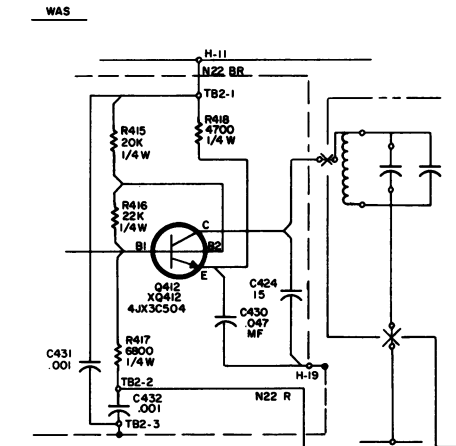 WAS
H-11
N22 BR
TB2-1
R418
4700
1/4 W
R415
20K
1/4 W
R416
22K
1/4 W
C
B1
B2
E
Q412
XQ412
4JX3C504
C424
15
C430
.047
MF
R417
6800
1/4 W
C431
.001
H-19
TB2-2
N22 R
C432
.001
TB2-3